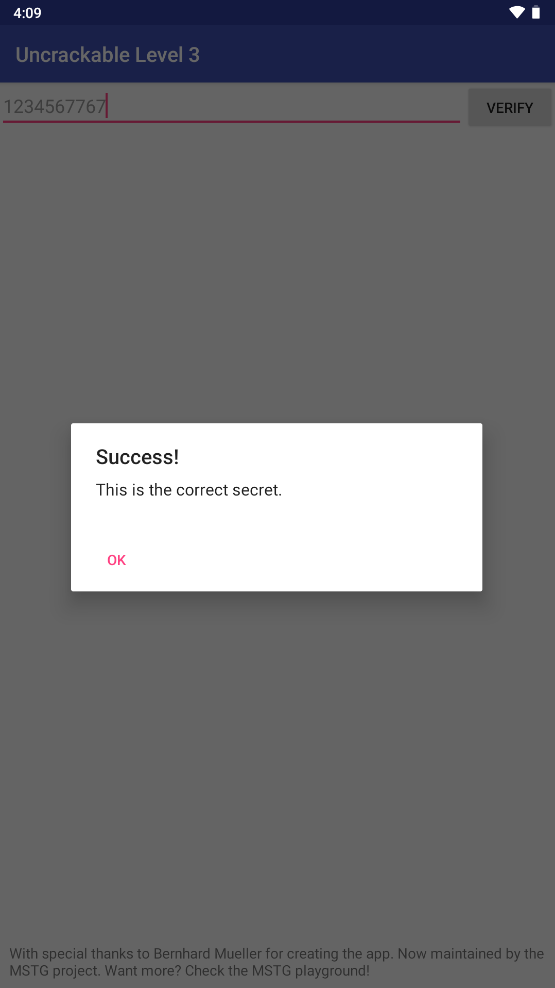 4:09
Uncrackable Level 3
1234567767
VERIFY
Success!
This is the correct secret.
OK
With special thanks to Bernhard Mueller for creating the app. Now maintained by the
MSTG project. Want more? Check the MSTG playground!